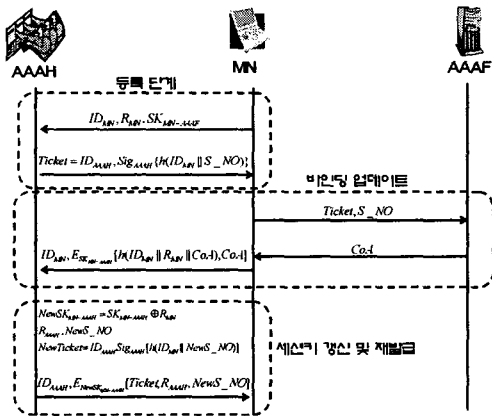 AAAH
MN
AAAF
등록 단계
ID_MN, R_MN, SK_MN-AAAF
Ticket = ID_AAAH, Sig_AAAH{h(ID_MN || S_NO)}
바인딩 업데이트
Ticket, S_NO
CoA
ID_MN, E_SK_MN-AAAH{h(ID_MN || R_MN || CoA), CoA}
NewSK_MN-AAAH = SK_MN-AAAH ⊕ R_MN
R_AAAH, NewS_NO
NewTicket = ID_AAAH, Sig_AAAH{h(ID_MN || NewS_NO)}
세션키 갱신 및 재발급
ID_AAAH, E_NewSK_MN-AAAH{Ticket, R_AAAH, NewS_NO}